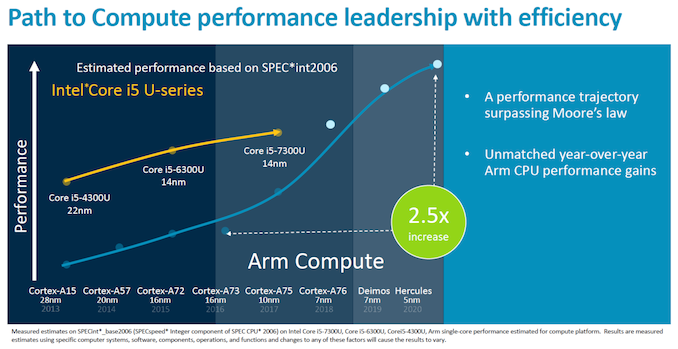 Path to Compute performance leadership with efficiency
Estimated performance based on SPEC*int2006
Intel*Core i5 U-series
Performance
Core i5-4300U
22nm
Core i5-6300U
14nm
Core i5-7300U
14nm
2.5x
increase
Arm Compute
Cortex-A15 Cortex-A57 Cortex-A72 Cortex-A73 Cortex-A75 Cortex-A76 Deimos Hercules
28nm 20nm 16nm 16nm 10nm 7nm 7nm 5nm
2013 2014 2015 2016 2017 2018 2019 2020
• A performance trajectory
surpassing Moore's law
• Unmatched year-over-year
Arm CPU performance gains
Measured estimates on SPECint*_base2006 {SPECspeed* Integer component of SPEC CPU* 2006} on Intel Core i5-7300U, Core i5-6300U, Corei5-4300U, Arm single-core performance estimated for compute platform. Results are measured
estimates using specific computer systems, software, components, operations, and functions and changes to any of these factors will cause the results to vary.